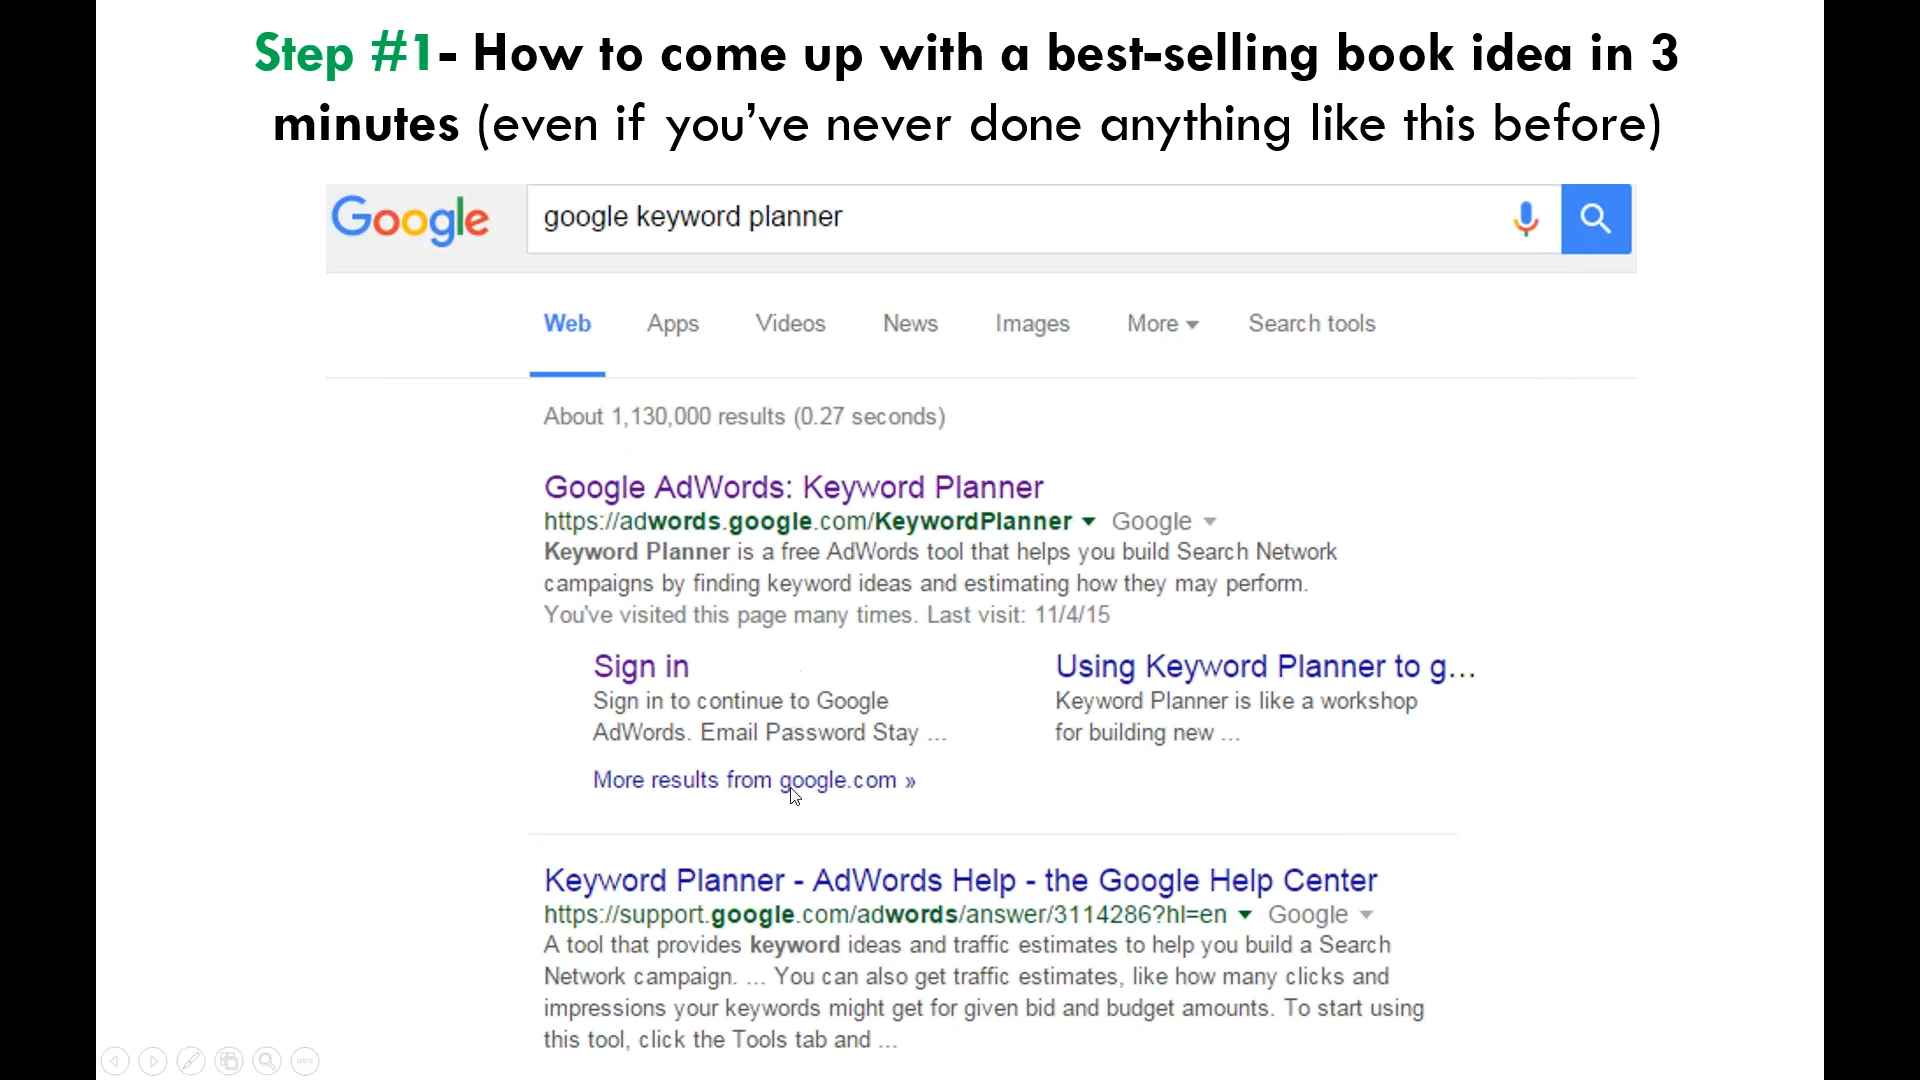 Step #1- How to come up with a best-selling book idea in 3
minutes (even if you’ve never done anything like this before)
Google
google keyword planner
Web Apps Videos News Images More Search tools
About 1,130,000 results (0.27 seconds)
Google AdWords: Keyword Planner
https://adwords.google.com/KeywordPlanner Google
Keyword Planner is a free AdWords tool that helps you build Search Network
campaigns by finding keyword ideas and estimating how they may perform.
You've visited this page many times. Last visit: 11/4/15
Sign in
Sign in to continue to Google
AdWords. Email Password Stay ...
Using Keyword Planner to g...
Keyword Planner is like a workshop
for building new ...
More results from google.com »
Keyword Planner - AdWords Help - the Google Help Center
https://support.google.com/adwords/answer/3114286?hl=en Google
A tool that provides keyword ideas and traffic estimates to help you build a Search
Network campaign. ... You can also get traffic estimates, like how many clicks and
impressions your keywords might get for given bid and budget amounts. To start using
this tool, click the Tools tab and ...